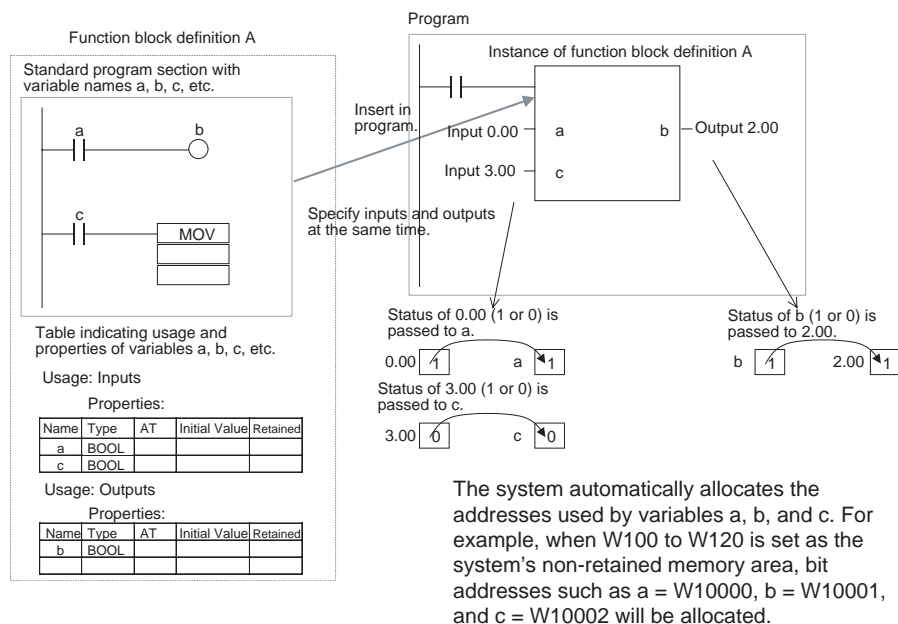 Function block definition A
Standard program section with
variable names a, b, c, etc.
a
b
c
MOV
Table indicating usage and
properties of variables a, b, c, etc.
Usage: Inputs
Properties:
Name Type AT Initial Value Retained
a BOOL
c BOOL
Usage: Outputs
Properties:
Name Type AT Initial Value Retained
b BOOL
Program
Instance of function block definition A
Insert in
program.
Input 0.00
a
b
Output 2.00
Input 3.00
c
Specify inputs and outputs
at the same time.
Status of 0.00 (1 or 0) is
passed to a.
0.00 1 a 1
Status of 3.00 (1 or 0) is
passed to c.
3.00 0 c 0
Status of b (1 or 0) is
passed to 2.00.
b 1 2.00 1
The system automatically allocates the
addresses used by variables a, b, and c. For
example, when W100 to W120 is set as the
system's non-retained memory area, bit
addresses such as a = W10000, b = W10001,
and c = W10002 will be allocated.